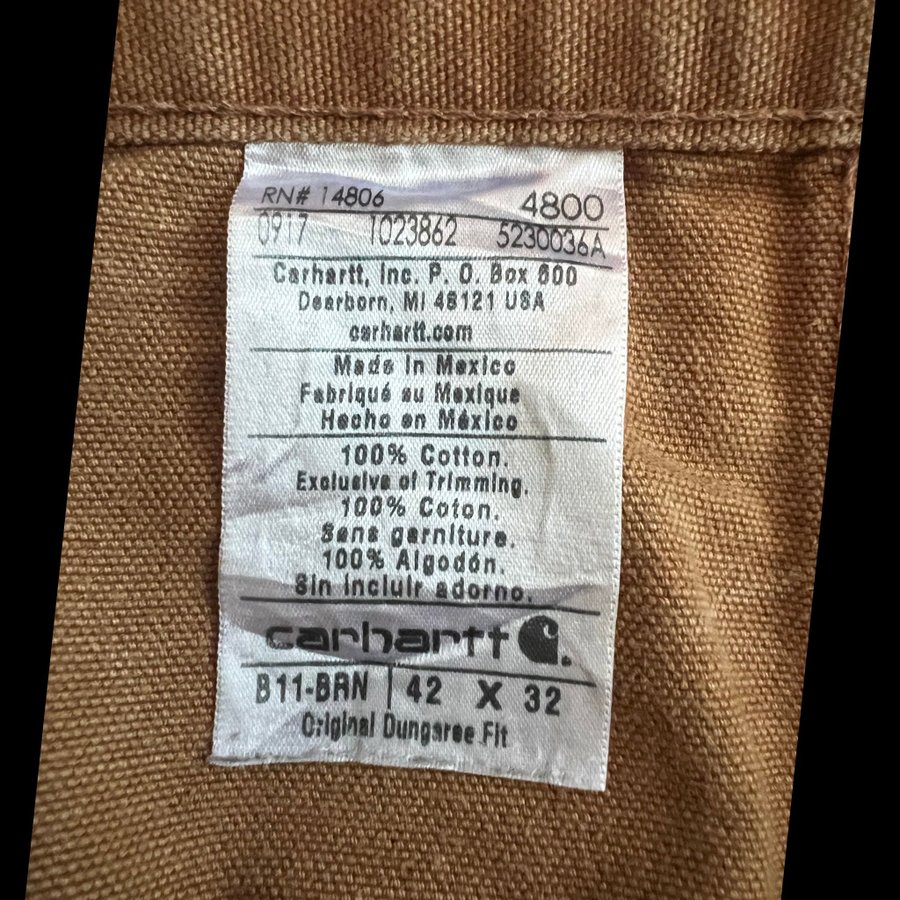 RN# 14806 4800
0917 1023862 5230036A
Carhartt, Inc. P. O. Box 600
Dearborn, MI 48121 USA
carhartt.com
Made in Mexico
Fabriqué au Mexique
Hecho en México
100% Cotton.
Exclusive of Trimming.
100% Coton.
Sans garniture.
100% Algodón.
Sin incluir adorno.
carhartt
B11-BRN 42 X 32
Original Dungaree Fit